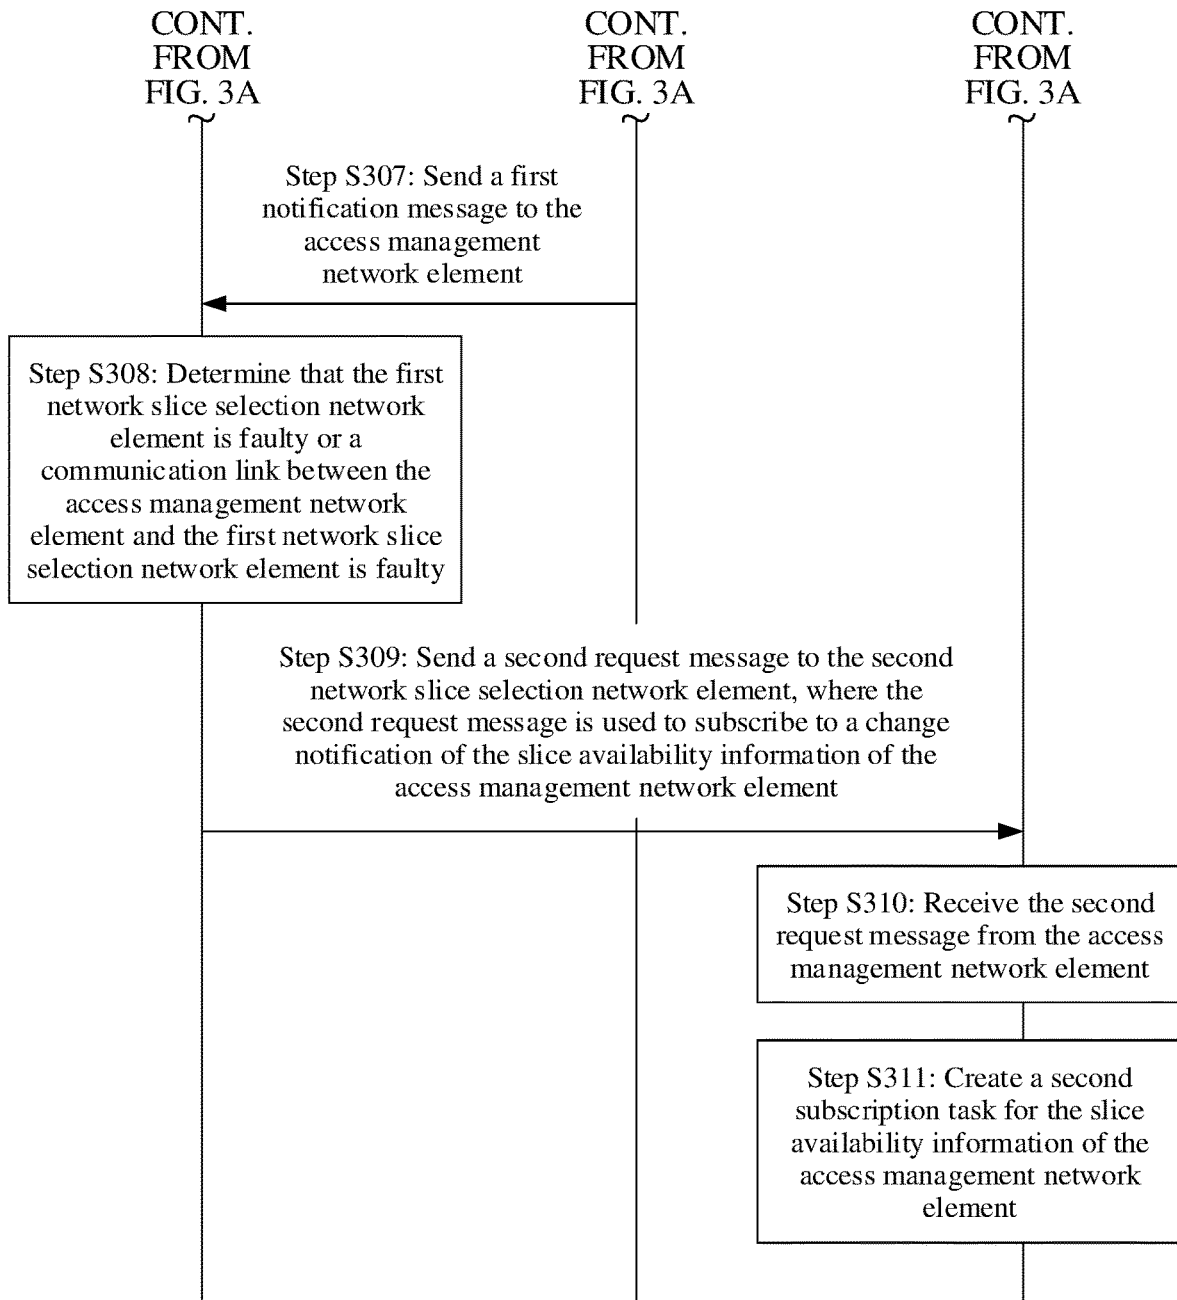 CONT.
FROM
FIG. 3A
CONT.
FROM
FIG. 3A
CONT.
FROM
FIG. 3A
Step S307: Send a first
notification message to the
access management
network element
Step S308: Determine that the first
network slice selection network
element is faulty or a
communication link between the
access management network
element and the first network slice
selection network element is faulty
Step S309: Send a second request message to the second
network slice selection network element, where the
second request message is used to subscribe to a change
notification of the slice availability information of the
access management network element
Step S310: Receive the second
request message from the access
management network element
Step S311: Create a second
subscription task for the slice
availability information of the
access management network
element